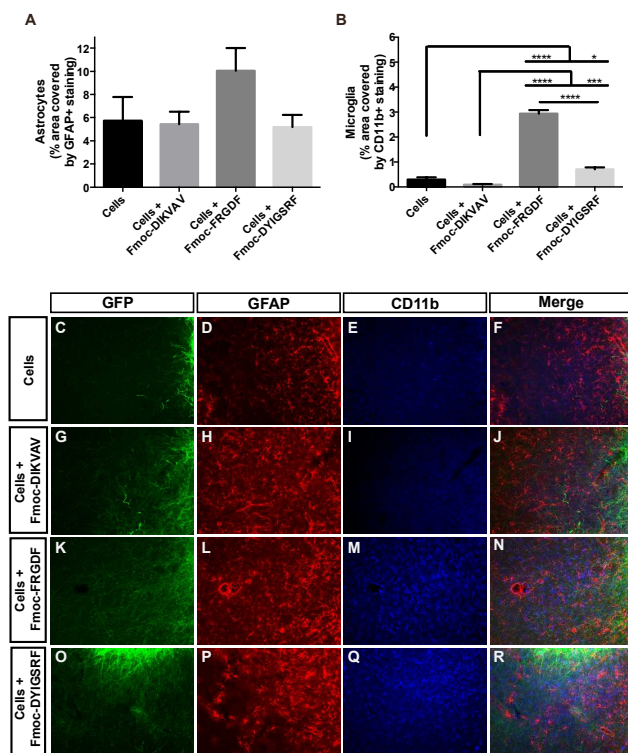 A
Astrocytes
(% area covered
by GFAP+ staining)
12
10
8
6
4
2
0
Cells
Cells +
Fmoc-DIKVAV
Cells +
Fmoc-FRGDF
Cells +
Fmoc-DYIGSRF
B
Microglia
(% area covered
by CD11b+ staining)
6
5
4
3
2
1
0
**** *
**** ***
****
Cells
Cells +
Fmoc-DIKVAV
Cells +
Fmoc-FRGDF
Cells +
Fmoc-DYIGSRF
GFP GFAP CD11b Merge
Cells
C D E F
Cells +
Fmoc-DIKVAV
G H I J
Cells +
Fmoc-FRGDF
K L M N
Cells +
Fmoc-DYIGSRF
O P Q R